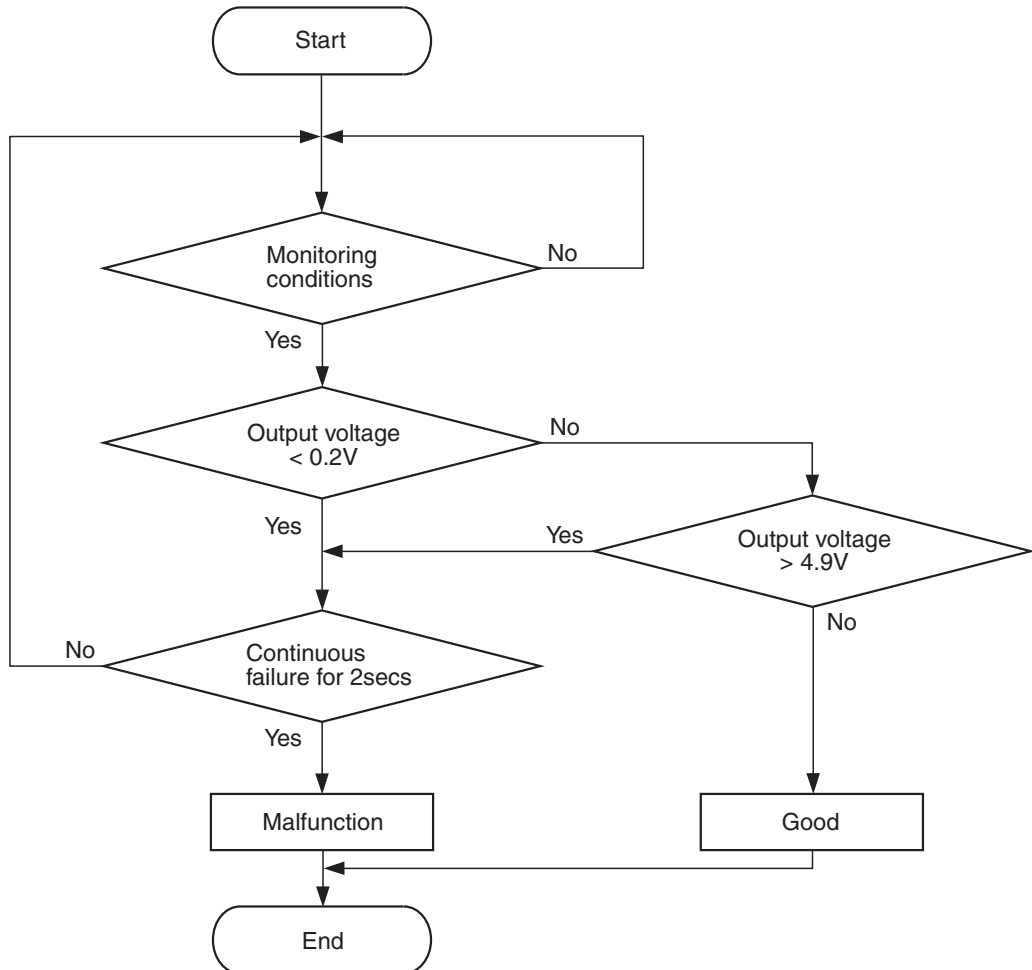 Start
Monitoring
conditions
No
Yes
Output voltage
< 0.2V
No
Yes
Yes
Output voltage
> 4.9V
No
No
Continuous
failure for 2secs
Yes
Malfunction
Good
End